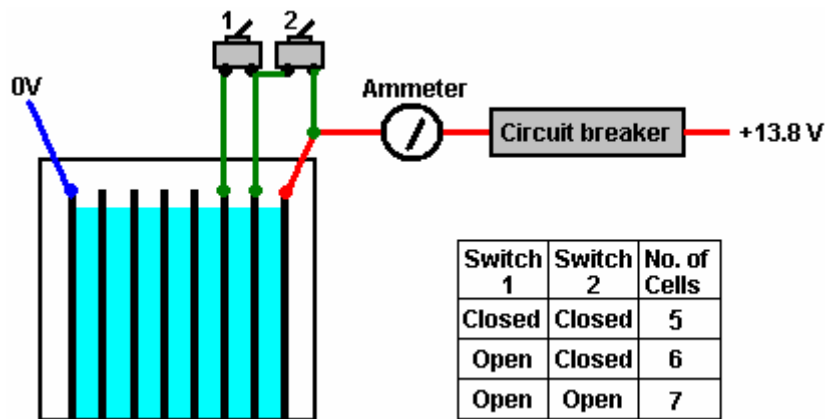 1 2
0V
Ammeter
Circuit breaker
+13.8 V
Switch 1 Switch 2 No. of Cells
Closed Closed 5
Open Closed 6
Open Open 7